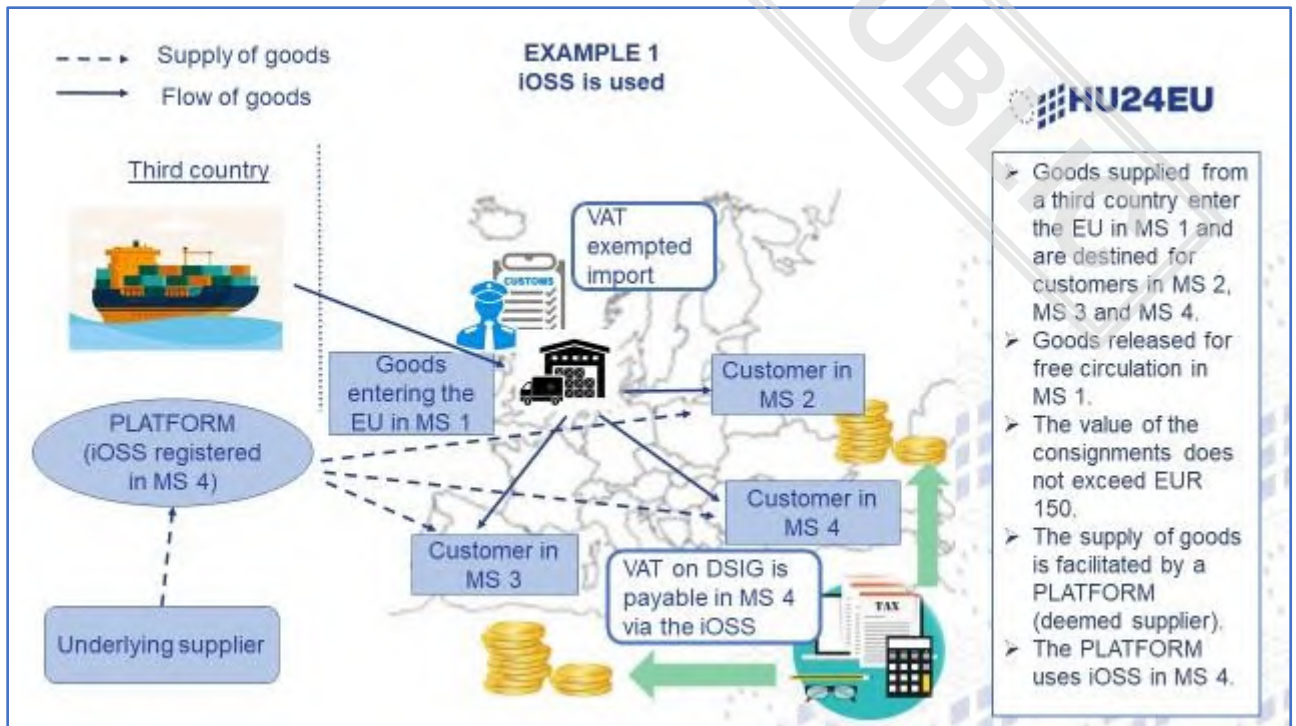 Supply of goods
Flow of goods
EXAMPLE 1
iOSS is used
PUBLIC
HU24EU
Third country
VAT
exempted
import
CUSTOMS
Goods
entering the
EU in MS 1
Customer in
MS 2
PLATFORM
(iOSS registered
in MS 4)
Customer in
MS 4
Customer in
MS 3
VAT on DSIG is
payable in MS 4
via the iOSS
TAX
Underlying supplier
➢ Goods supplied from
a third country enter
the EU in MS 1 and
are destined for
customers in MS 2,
MS 3 and MS 4.
➢ Goods released for
free circulation in
MS 1.
➢ The value of the
consignments does
not exceed EUR
150.
➢ The supply of goods
is facilitated by a
PLATFORM
(deemed supplier).
➢ The PLATFORM
uses iOSS in MS 4.